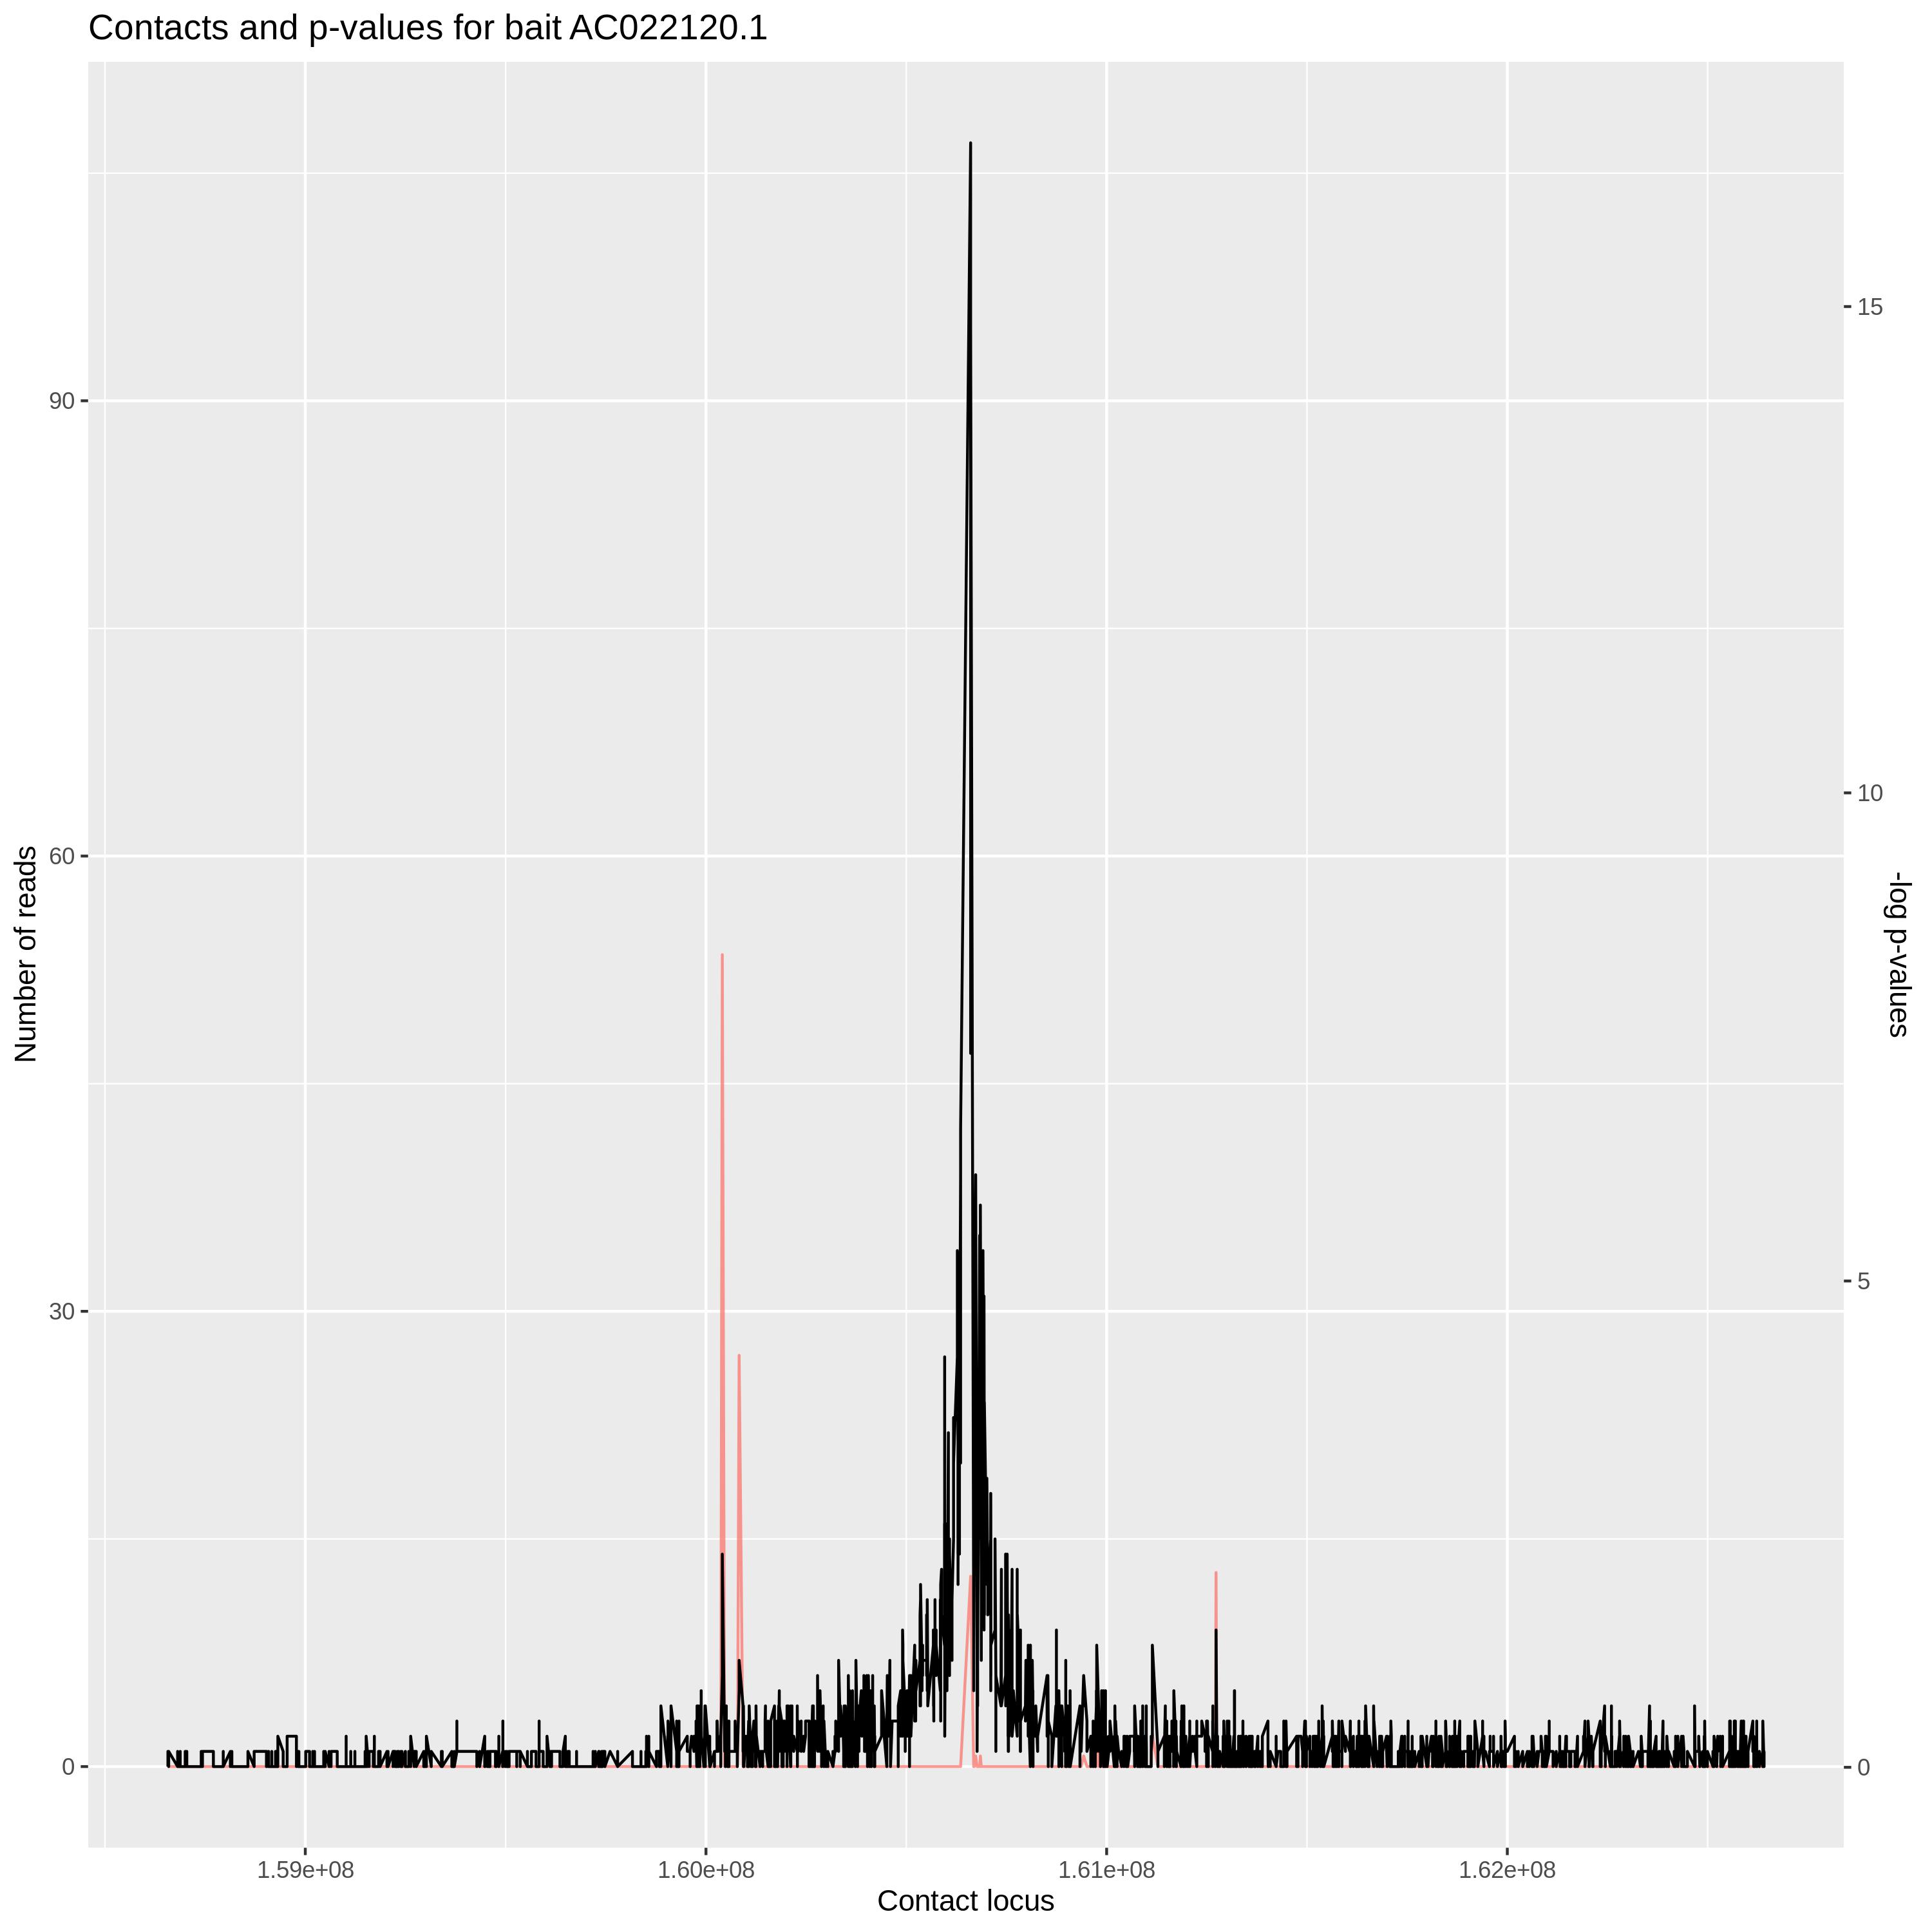 Contacts and p-values for bait AC022120.1
Number of reads
90
60
30
0
15
10
5
0
-log p-values
1.59e+08
1.60e+08
1.61e+08
1.62e+08
Contact locus